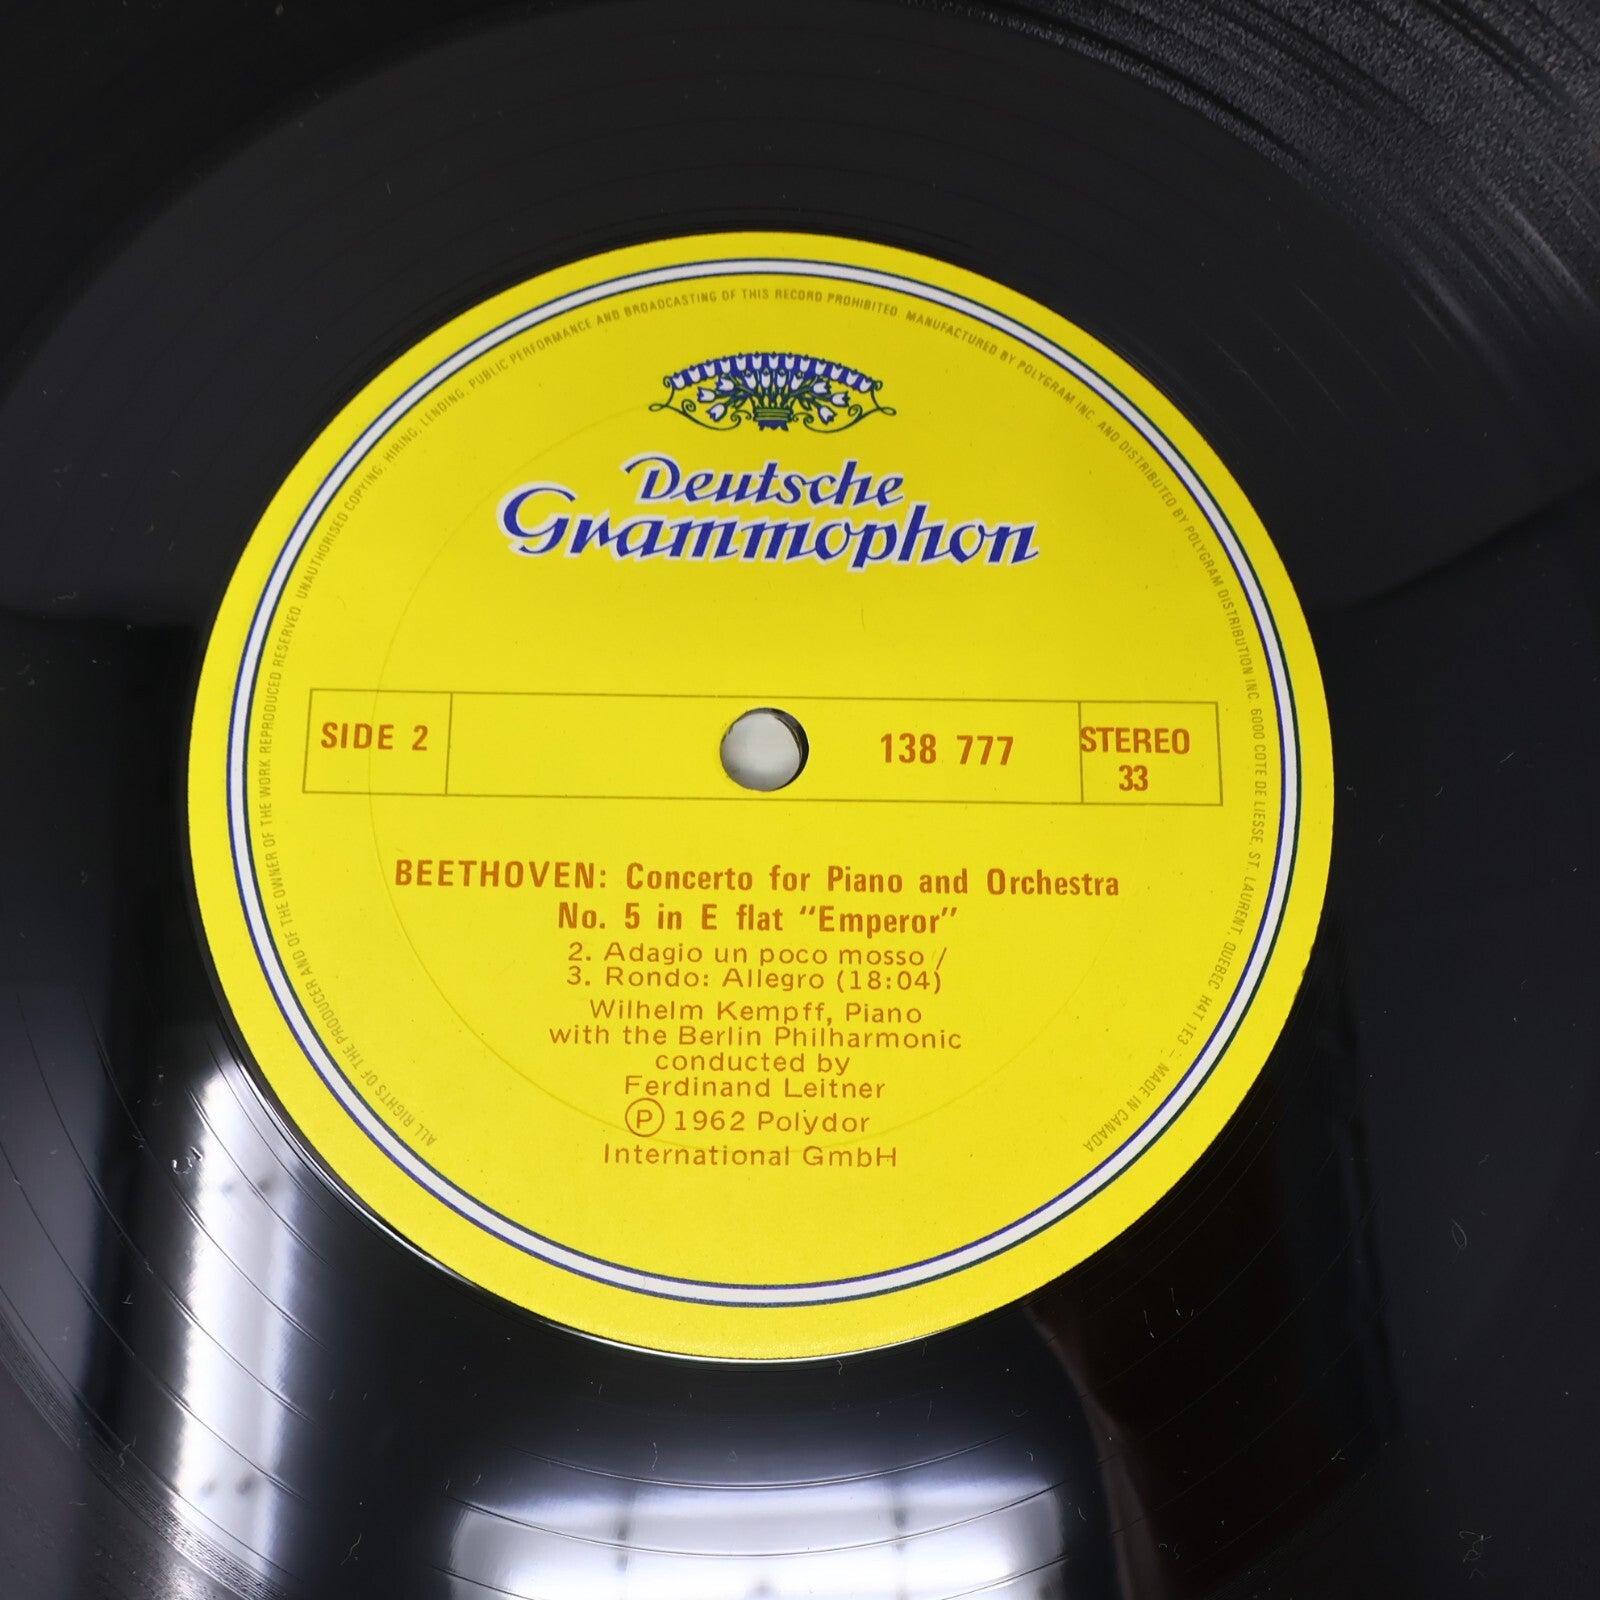 ALL RIGHTS OF THE PRODUCER AND OF THE OWNER OF THE WORK REPRODUCED RESERVED. UNAUTHORISED COPYING, HIRING, LENDING, PUBLIC PERFORMANCE AND BROADCASTING OF THIS RECORD PROHIBITED. MANUFACTURED BY POLYGRAM INC. AND DISTRIBUTED BY POLYGRAM DISTRIBUTION INC. 6000 COTE DE LIESSE, ST. LAURENT, QUEBEC H4T 1E3 – MADE IN CANADA
Deutsche
Grammophon
SIDE 2
138 777
STEREO
33
BEETHOVEN: Concerto for Piano and Orchestra
No. 5 in E flat "Emperor"
2. Adagio un poco mosso /
3. Rondo: Allegro (18:04)
Wilhelm Kempff, Piano
with the Berlin Philharmonic
conducted by
Ferdinand Leitner
Ⓟ 1962 Polydor
International GmbH